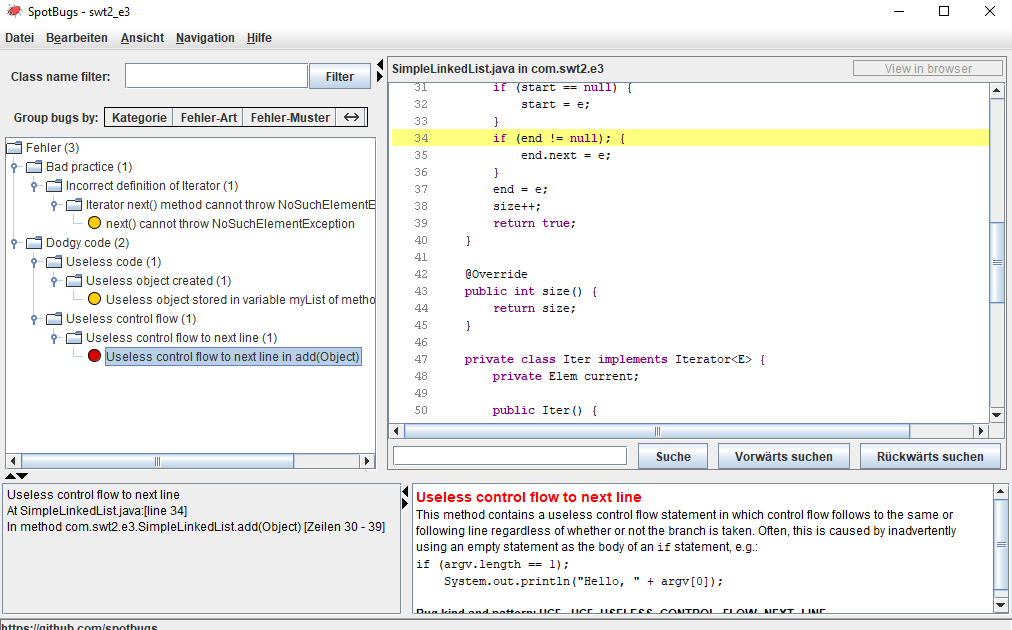 SpotBugs - swt2_e3
Datei Bearbeiten Ansicht Navigation Hilfe
Class name filter: Filter
Group bugs by: Kategorie Fehler-Art Fehler-Muster
Fehler (3)
Bad practice (1)
Incorrect definition of Iterator (1)
Iterator next() method cannot throw NoSuchElementE
next() cannot throw NoSuchElementException
Dodgy code (2)
Useless code (1)
Useless object created (1)
Useless object stored in variable myList of metho
Useless control flow (1)
Useless control flow to next line (1)
Useless control flow to next line in add(Object)
SimpleLinkedList.java in com.swt2.e3 View in browser
31 if (start == null) {
32 start = e;
33 }
34 if (end != null); {
35 end.next = e;
36 }
37 end = e;
38 size++;
39 return true;
40 }
41
42 @Override
43 public int size() {
44 return size;
45 }
46
47 private class Iter implements Iterator<E> {
48 private Elem current;
49
50 public Iter() {
Suche Vorwärts suchen Rückwärts suchen
Useless control flow to next line
At SimpleLinkedList.java:[line 34]
In method com.swt2.e3.SimpleLinkedList.add(Object) [Zeilen 30 - 39]
Useless control flow to next line
This method contains a useless control flow statement in which control flow follows to the same or
following line regardless of whether or not the branch is taken. Often, this is caused by inadvertently
using an empty statement as the body of an if statement, e.g.:
if (argv.length == 1);
System.out.println("Hello, " + argv[0]);
Bug kind and pattern: UCF - UCF_USELESS_CONTROL_FLOW_NEXT_LINE
https://github.com/spotbugs